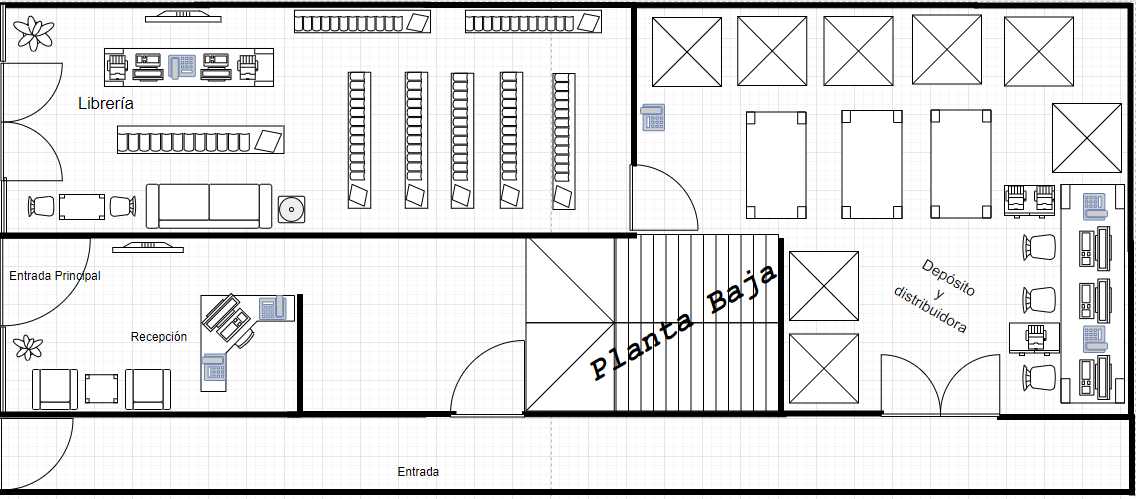 Librería
Entrada Principal
Recepción
Planta Baja
Depósito
y
distribuidora
Entrada